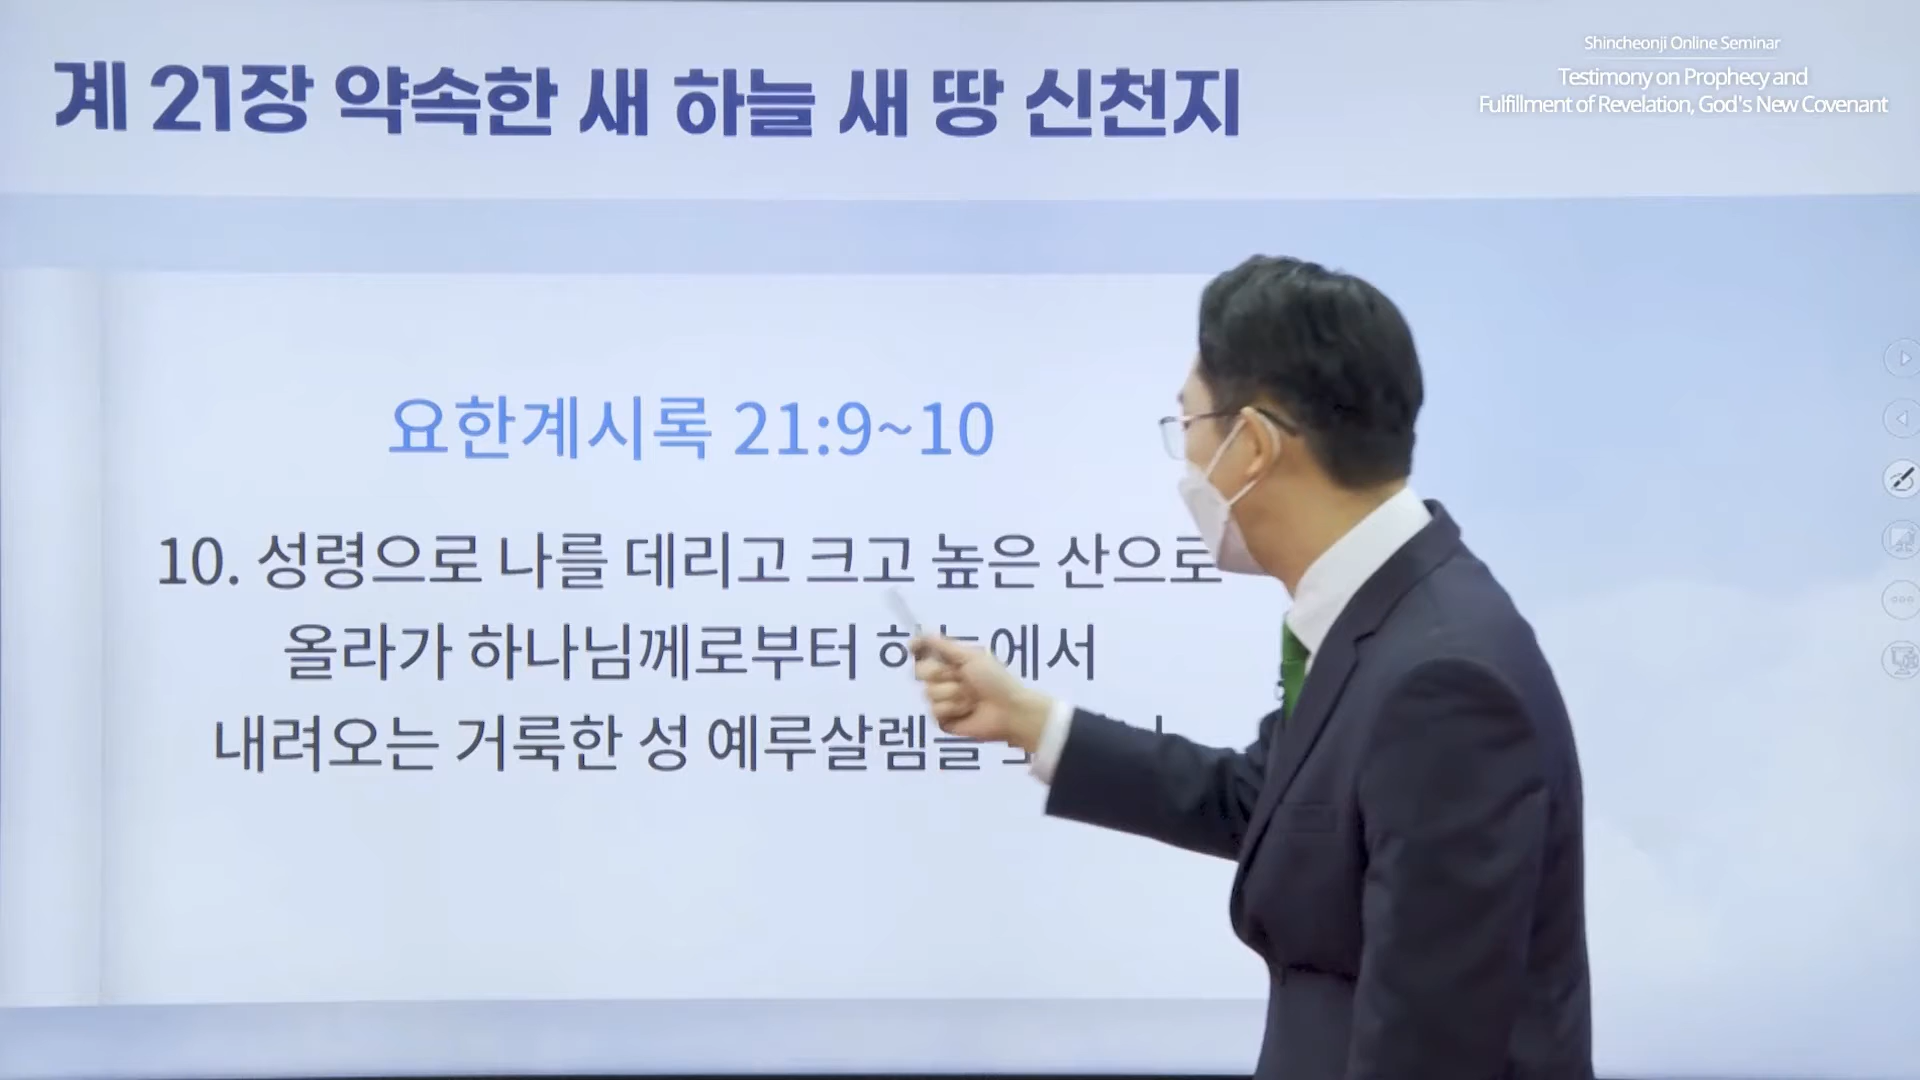 계 21장 약속한 새 하늘 새 땅 신천지
Shincheonji Online Seminar
Testimony on Prophecy and
Fulfillment of Revelation, God's New Covenant
요한계시록 21:9~10
10. 성령으로 나를 데리고 크고 높은 산으로
올라가 하나님께로부터
내려오는 거룩한 성 예루살렘을